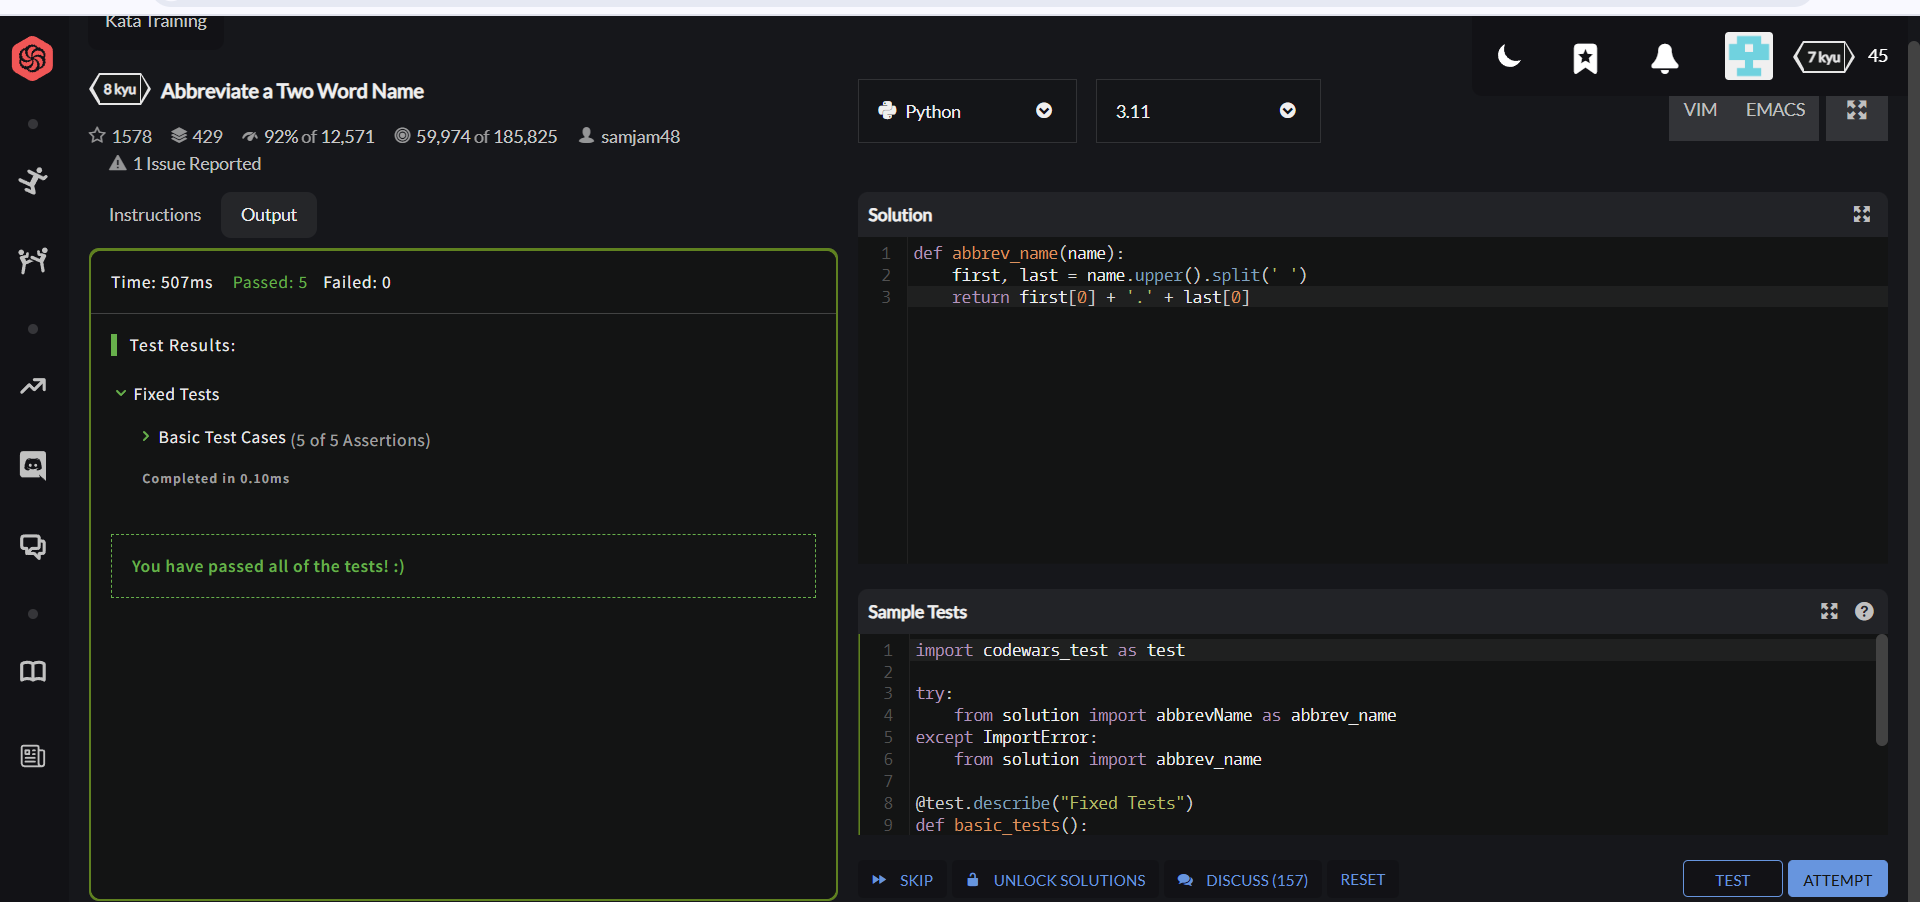 Kata Training
7 kyu 45
8 kyu Abbreviate a Two Word Name
1578 429 92% of 12,571 59,974 of 185,825 samjam48
1 Issue Reported
Python
3.11
VIM EMACS
Instructions Output
Time: 507ms Passed: 5 Failed: 0
Test Results:
Fixed Tests
Basic Test Cases (5 of 5 Assertions)
Completed in 0.10ms
You have passed all of the tests! :)
Solution
1 def abbrev_name(name):
2     first, last = name.upper().split(' ')
3     return first[0] + '.' + last[0]
Sample Tests
?
1 import codewars_test as test
2
3 try:
4     from solution import abbrevName as abbrev_name
5 except ImportError:
6     from solution import abbrev_name
7
8 @test.describe("Fixed Tests")
9 def basic_tests():
SKIP UNLOCK SOLUTIONS DISCUSS (157) RESET TEST ATTEMPT